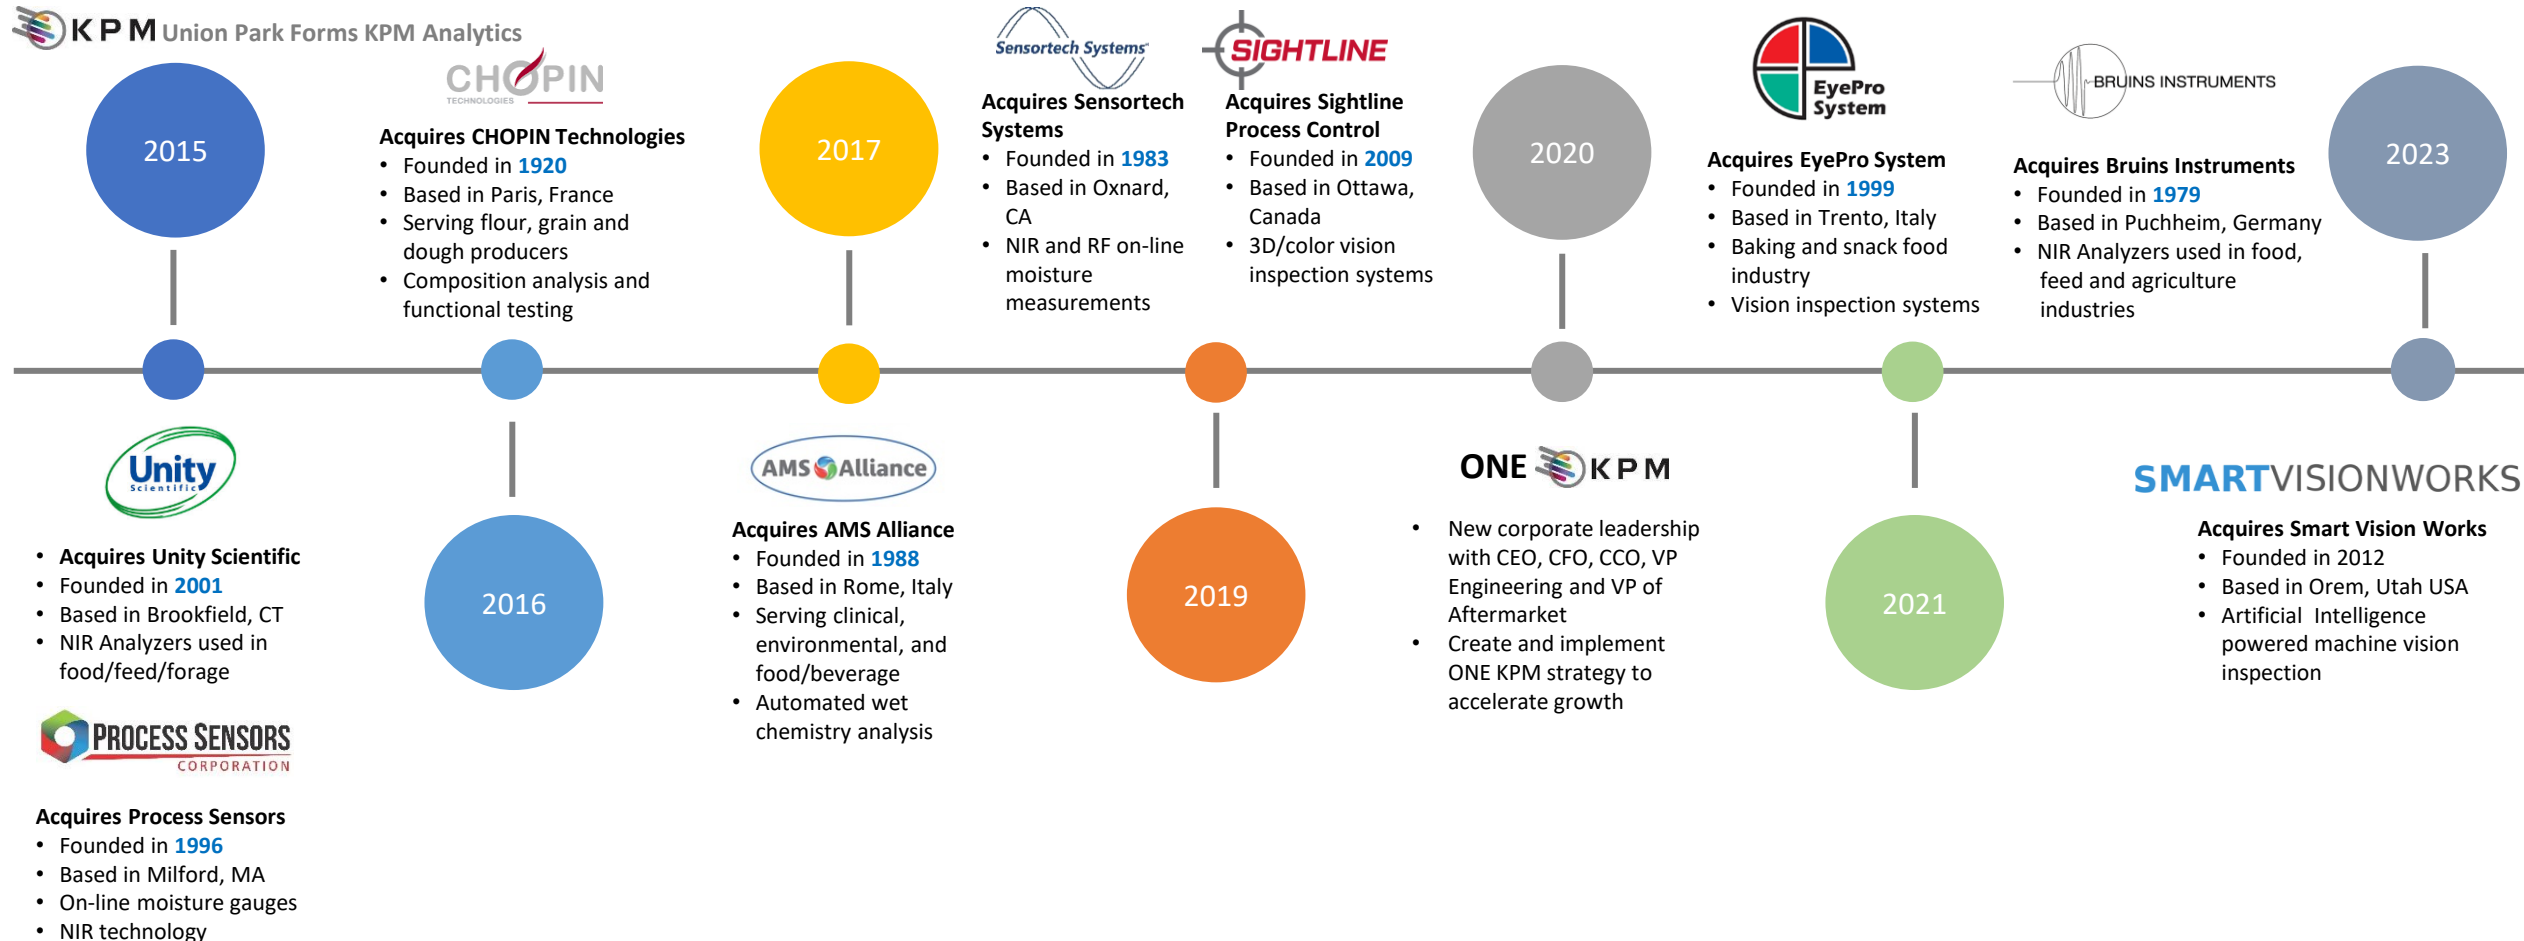 KPM Union Park Forms KPM Analytics
2015
Unity
Scientific
• Acquires Unity Scientific
• Founded in 2001
• Based in Brookfield, CT
• NIR Analyzers used in
food/feed/forage
PROCESS SENSORS
CORPORATION
Acquires Process Sensors
• Founded in 1996
• Based in Milford, MA
• On-line moisture gauges
• NIR technology
CHOPIN
TECHNOLOGIES
Acquires CHOPIN Technologies
• Founded in 1920
• Based in Paris, France
• Serving flour, grain and
dough producers
• Composition analysis and
functional testing
2016
2017
AMS Alliance
Acquires AMS Alliance
• Founded in 1988
• Based in Rome, Italy
• Serving clinical,
environmental, and
food/beverage
• Automated wet
chemistry analysis
Sensortech Systems
Acquires Sensortech
Systems
• Founded in 1983
• Based in Oxnard,
CA
• NIR and RF on-line
moisture
measurements
SIGHTLINE
Acquires Sightline
Process Control
• Founded in 2009
• Based in Ottawa,
Canada
• 3D/color vision
inspection systems
2019
2020
ONE KPM
• New corporate leadership
with CEO, CFO, CCO, VP
Engineering and VP of
Aftermarket
• Create and implement
ONE KPM strategy to
accelerate growth
EyePro
System
Acquires EyePro System
• Founded in 1999
• Based in Trento, Italy
• Baking and snack food
industry
• Vision inspection systems
2021
BRUINS INSTRUMENTS
Acquires Bruins Instruments
• Founded in 1979
• Based in Puchheim, Germany
• NIR Analyzers used in food,
feed and agriculture
industries
2023
SMARTVISIONWORKS
Acquires Smart Vision Works
• Founded in 2012
• Based in Orem, Utah USA
• Artificial Intelligence
powered machine vision
inspection